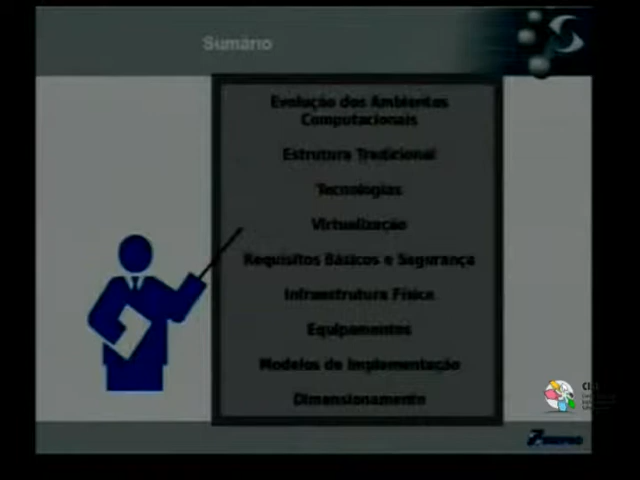 Sumário
Evolução dos Ambientes
Computacionais
Estrutura Tradicional
Tecnologias
Virtualização
Requisitos Básicos e Segurança
Infraestrutura Física
Equipamentos
Modelos de Implementação
Dimensionamento